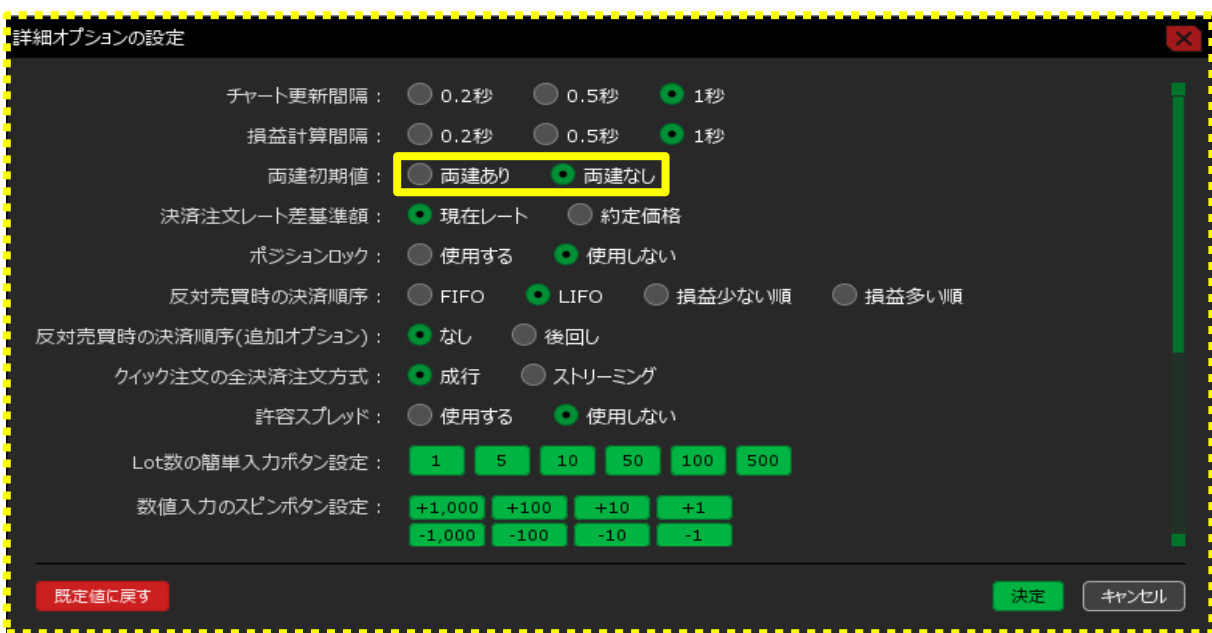 詳細オプションの設定
チャート更新間隔： 0.2秒 0.5秒 1秒
損益計算間隔： 0.2秒 0.5秒 1秒
両建初期値： 両建あり 両建なし
決済注文レート差基準額： 現在レート 約定価格
ポジションロック： 使用する 使用しない
反対売買時の決済順序： FIFO LIFO 損益少ない順 損益多い順
反対売買時の決済順序(追加オプション)： なし 後回し
クイック注文の全決済注文方式： 成行 ストリーミング
許容スプレッド： 使用する 使用しない
Lot数の簡単入力ボタン設定： 1 5 10 50 100 500
数値入力のスピンボタン設定： +1,000 +100 +10 +1
-1,000 -100 -10 -1
既定値に戻す 決定 キャンセル